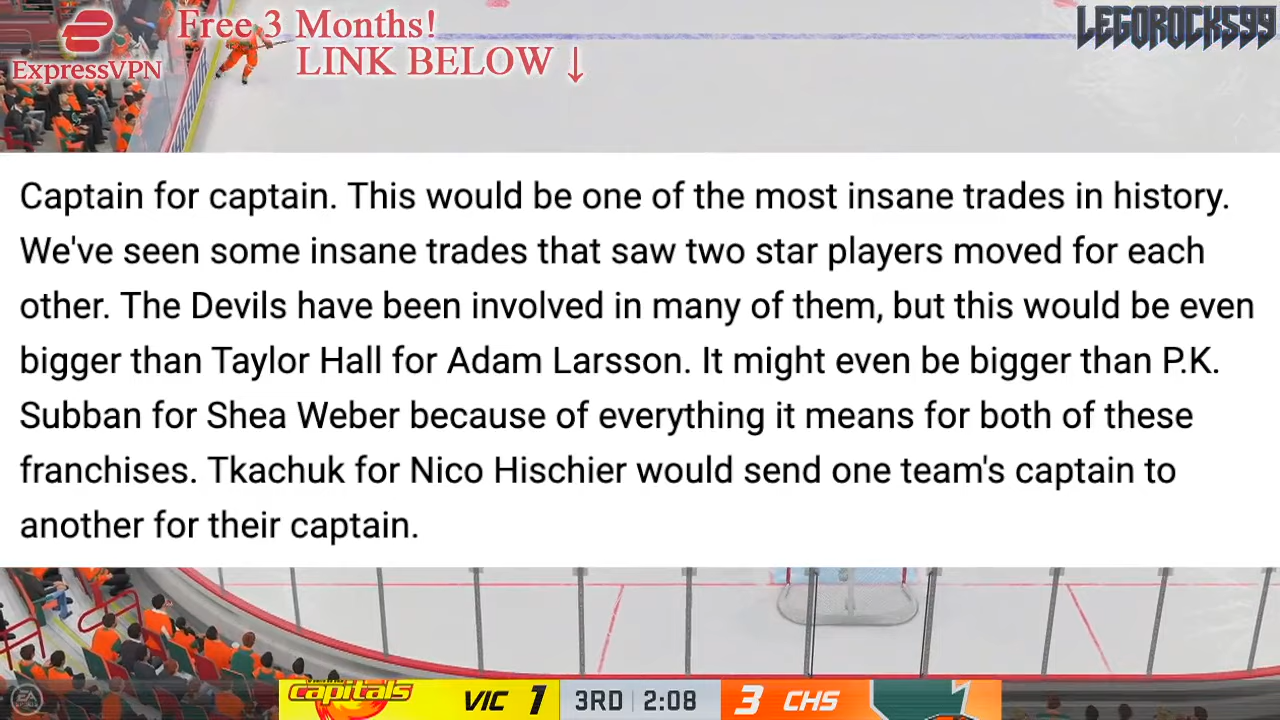 ExpressVPN
Free 3 Months!
LINK BELOW ↓
LEGOROCKS99
Captain for captain. This would be one of the most insane trades in history.
We've seen some insane trades that saw two star players moved for each
other. The Devils have been involved in many of them, but this would be even
bigger than Taylor Hall for Adam Larsson. It might even be bigger than P.K.
Subban for Shea Weber because of everything it means for both of these
franchises. Tkachuk for Nico Hischier would send one team's captain to
another for their captain.
EA SPORTS
capitals VIC 1 3RD 2:08 3 CHS